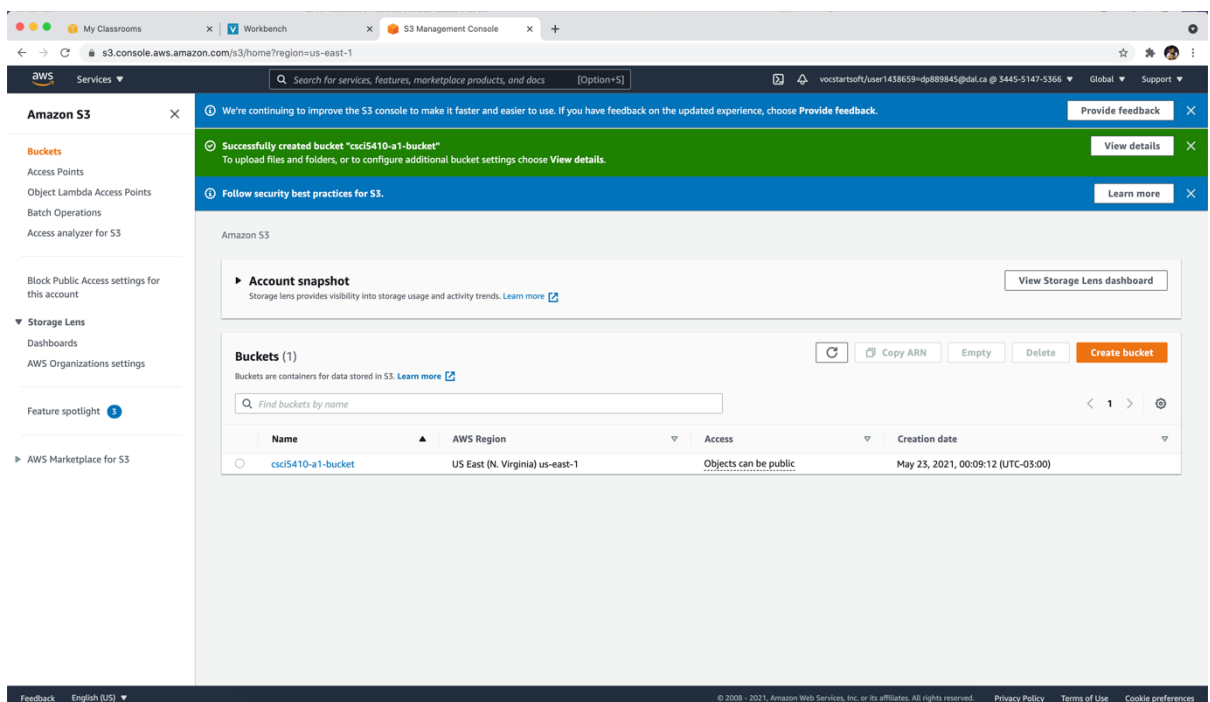 My Classrooms
Workbench
S3 Management Console
s3.console.aws.amazon.com/s3/home?region=us-east-1
aws
Services
Search for services, features, marketplace products, and docs [Option+S]
vocstartsoft/user1438659=dp889845@dal.ca @ 3445-5147-5366
Global
Support
Amazon S3
Buckets
Access Points
Object Lambda Access Points
Batch Operations
Access analyzer for S3
Block Public Access settings for
this account
Storage Lens
Dashboards
AWS Organizations settings
Feature spotlight 3
AWS Marketplace for S3
We're continuing to improve the S3 console to make it faster and easier to use. If you have feedback on the updated experience, choose Provide feedback.
Provide feedback
Successfully created bucket "csci5410-a1-bucket"
To upload files and folders, or to configure additional bucket settings choose View details.
View details
Follow security best practices for S3.
Learn more
Amazon S3
Account snapshot
Storage lens provides visibility into storage usage and activity trends. Learn more
View Storage Lens dashboard
Buckets (1)
Buckets are containers for data stored in S3. Learn more
Copy ARN
Empty
Delete
Create bucket
Find buckets by name
1
Name AWS Region Access Creation date
csci5410-a1-bucket US East (N. Virginia) us-east-1 Objects can be public May 23, 2021, 00:09:12 (UTC-03:00)
Feedback English (US) © 2008 - 2021, Amazon Web Services, Inc. or its affiliates. All rights reserved. Privacy Policy Terms of Use Cookie preferences